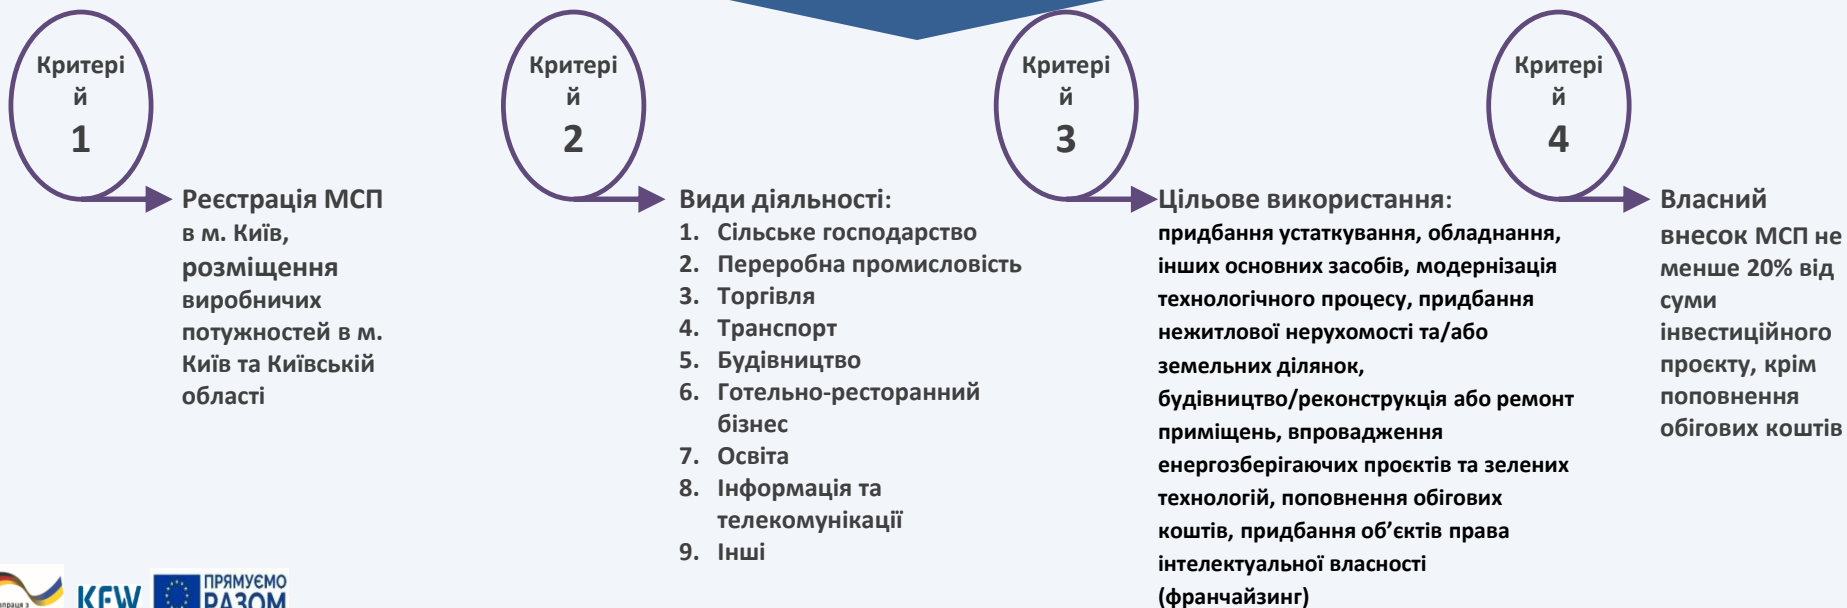 Критері
й
1
Реєстрація МСП
в м. Київ,
розміщення
виробничих
потужностей в м.
Київ та Київській
області
Критері
й
2
Види діяльності:
1. Сільське господарство
2. Переробна промисловість
3. Торгівля
4. Транспорт
5. Будівництво
6. Готельно-ресторанний
бізнес
7. Освіта
8. Інформація та
телекомунікації
9. Інші
Критері
й
3
Цільове використання:
придбання устаткування, обладнання,
інших основних засобів, модернізація
технологічного процесу, придбання
нежитлової нерухомості та/або
земельних ділянок,
будівництво/реконструкція або ремонт
приміщень, впровадження
енергозберігаючих проєктів та зелених
технологій, поповнення обігових
коштів, придбання об’єктів права
інтелектуальної власності
(франчайзинг)
Критері
й
4
Власний
внесок МСП не
менше 20% від
суми
інвестиційного
проєкту, крім
поповнення
обігових коштів
KFW
ПРЯМУЄМО
РАЗОМ